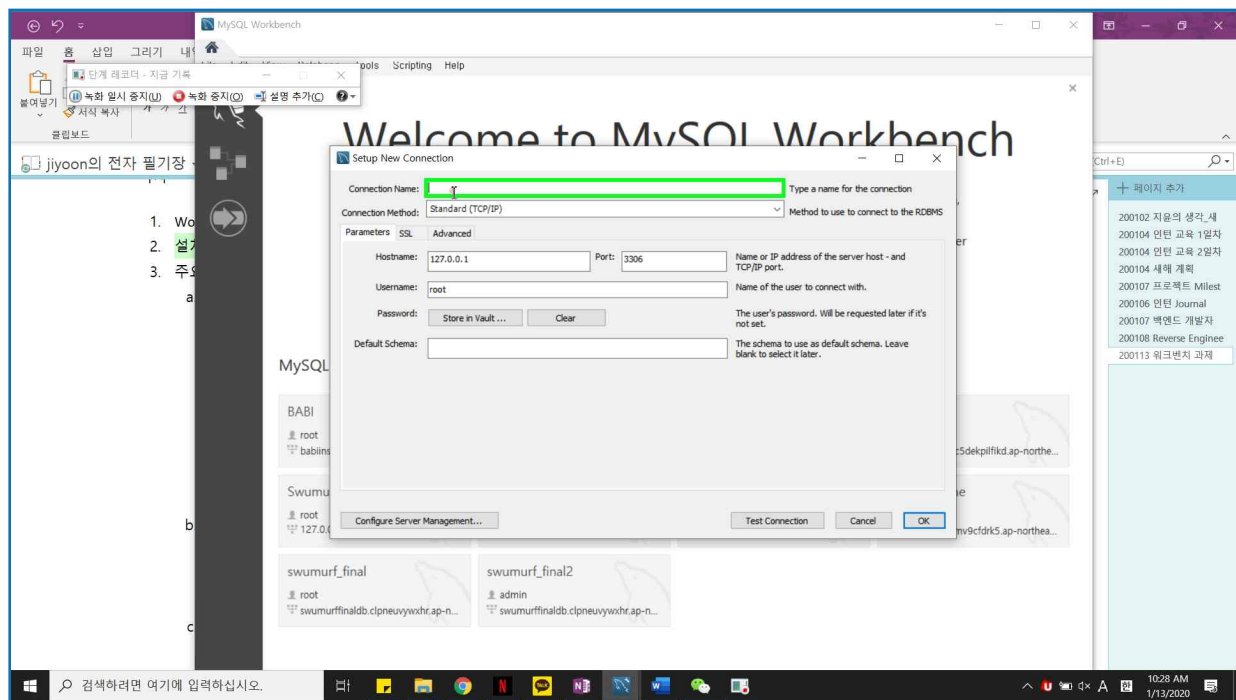 MySQL Workbench
파일 홈 삽입 그리기
Scripting Help
단계 레코더 - 지금 기록
녹화 일시 중지(U) 녹화 중지(O) 설명 추가(C)
붙여넣기
서식 복사
클립보드
Welcome to MySQL Workbench
jiyoon의 전자 필기장
Ctrl+E)
Setup New Connection
Connection Name: Type a name for the connection
Connection Method: Standard (TCP/IP) Method to use to connect to the RDBMS
Parameters SSL Advanced
Hostname: 127.0.0.1 Port: 3306 Name or IP address of the server host - and
TCP/IP port.
Username: root Name of the user to connect with.
Password: Store in Vault ... Clear The user's password. Will be requested later if it's
not set.
Default Schema: The schema to use as default schema. Leave
blank to select it later.
Configure Server Management... Test Connection Cancel OK
1. Wo
2.
3.
a
b
c
페이지 추가
200102 지윤의 생각_새
200104 인턴 교육 1일차
200104 인턴 교육 2일차
200104 새해 계획
200107 프로젝트 Milest
200106 인턴 Journal
200107 백엔드 개발자
200108 Reverse Enginee
200113 워크벤치 과제
er
MySQL
BABI
root
babiins
c5dekpilfikd.ap-northe...
Swumu
root
127.0.
ne
mv9cfdrk5.ap-northea...
swumurf_final swumurf_final2
root admin
swumurffinaldb.clpneuvywxhr.ap-n... swumurffinaldb.clpneuvywxhr.ap-n...
검색하려면 여기에 입력하십시오.
A 한 10:28 AM
1/13/2020